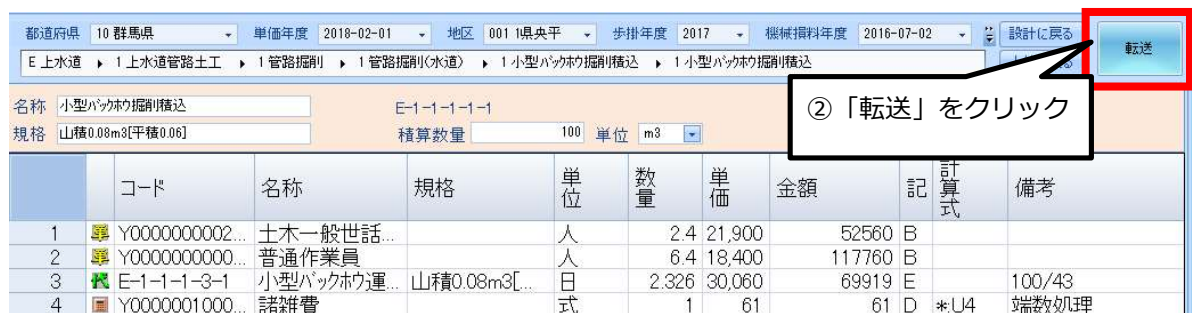 都道府県 10 群馬県 単価年度 2018-02-01 地区 001 1県央平 歩掛年度 2017 機械損料年度 2016-07-02 設計に戻る 転送
E 上水道 1 上水道管路土工 1 管路掘削 1 管路掘削(水道) 1 小型バックホウ掘削積込 1 小型バックホウ掘削積込
②「転送」をクリック
名称 小型バックホウ掘削積込 E-1-1-1-1-1
規格 山積0.08m3[平積0.06] 積算数量 100 単位 m3
コード 名称 規格 単位 数量 単価 金額 記 計算式 備考
1 Y0000000002... 土木一般世話... 人 2.4 21,900 52560 B
2 Y0000000000... 普通作業員 人 6.4 18,400 117760 B
3 E-1-1-1-3-1 小型バックホウ運... 山積0.08m3[... 日 2.326 30,060 69919 E 100/43
4 Y0000001000... 諸雑費 式 1 61 61 D *:U4 端数処理